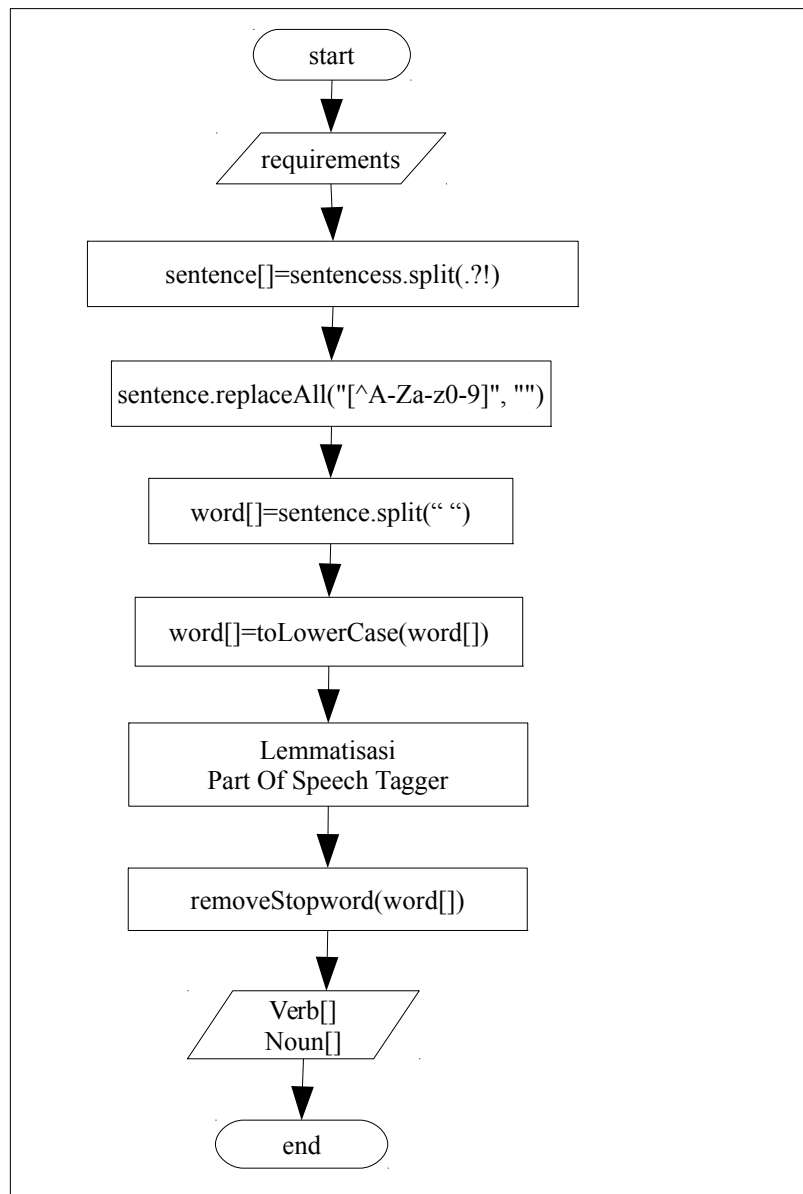 start
requirements
sentence[]=sentencess.split(.?!)
sentence.replaceAll("[^A-Za-z0-9]", "")
word[]=sentence.split(“ “)
word[]=toLowerCase(word[])
Lemmatisasi
Part Of Speech Tagger
removeStopword(word[])
Verb[]
Noun[]
end